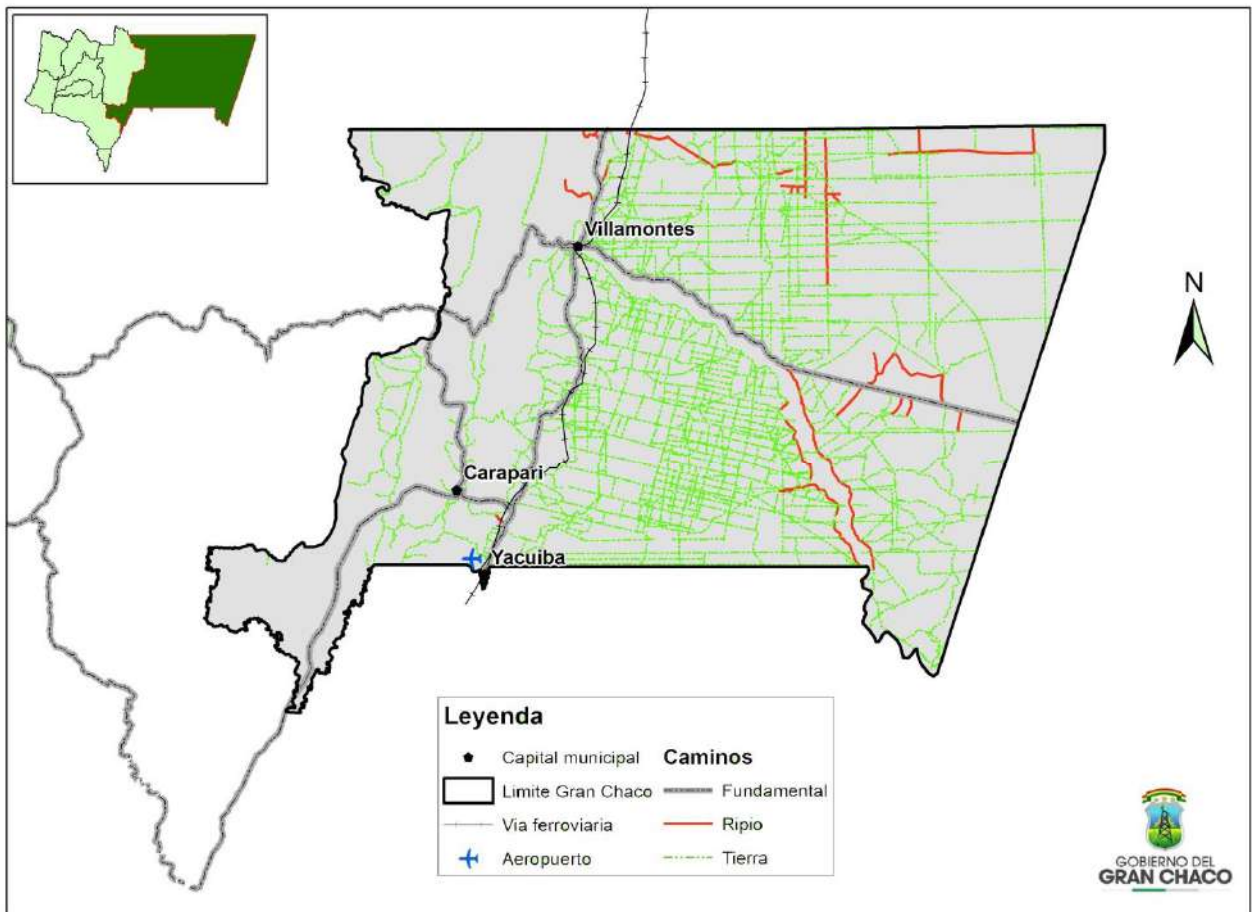 Villamontes
N
Carapari
Yacuiba
Leyenda
Capital municipal
Limite Gran Chaco
Via ferroviaria
Aeropuerto
Caminos
Fundamental
Ripio
Tierra
GOBIERNO DEL
GRAN CHACO